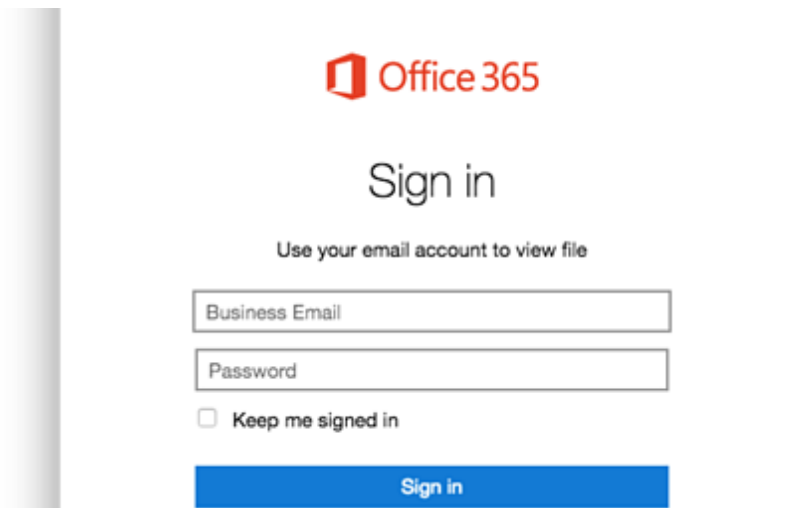 Office 365
Sign in
Use your email account to view file
Business Email
Password
Keep me signed in
Sign in